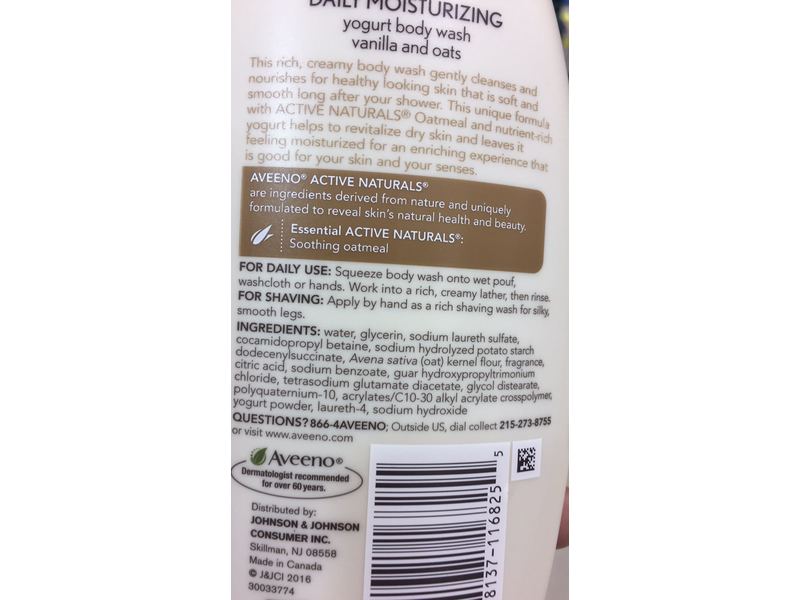 DAILY MOISTURIZING
yogurt body wash
vanilla and oats
This rich, creamy body wash gently cleanses and
nourishes for healthy looking skin that is soft and
smooth long after your shower. This unique formula
with ACTIVE NATURALS® Oatmeal and nutrient-rich
yogurt helps to revitalize dry skin and leaves it
feeling moisturized for an enriching experience that
is good for your skin and your senses.
AVEENO® ACTIVE NATURALS®
are ingredients derived from nature and uniquely
formulated to reveal skin's natural health and beauty.
Essential ACTIVE NATURALS®:
Soothing oatmeal
FOR DAILY USE: Squeeze body wash onto wet pouf,
washcloth or hands. Work into a rich, creamy lather, then rinse.
FOR SHAVING: Apply by hand as a rich shaving wash for silky,
smooth legs.
INGREDIENTS: water, glycerin, sodium laureth sulfate,
cocamidopropyl betaine, sodium hydrolyzed potato starch
dodecenylsuccinate, Avena sativa (oat) kernel flour, fragrance,
citric acid, sodium benzoate, guar hydroxypropyltrimonium
chloride, tetrasodium glutamate diacetate, glycol distearate,
polyquaternium-10, acrylates/C10-30 alkyl acrylate crosspolymer,
yogurt powder, laureth-4, sodium hydroxide
QUESTIONS? 866-4AVEENO; Outside US, dial collect 215-273-8755
or visit www.aveeno.com
Aveeno®
Dermatologist recommended
for over 60 years.
Distributed by:
JOHNSON & JOHNSON
CONSUMER INC.
Skillman, NJ 08558
Made in Canada
© J&JCI 2016
30033774
8137-116825 5